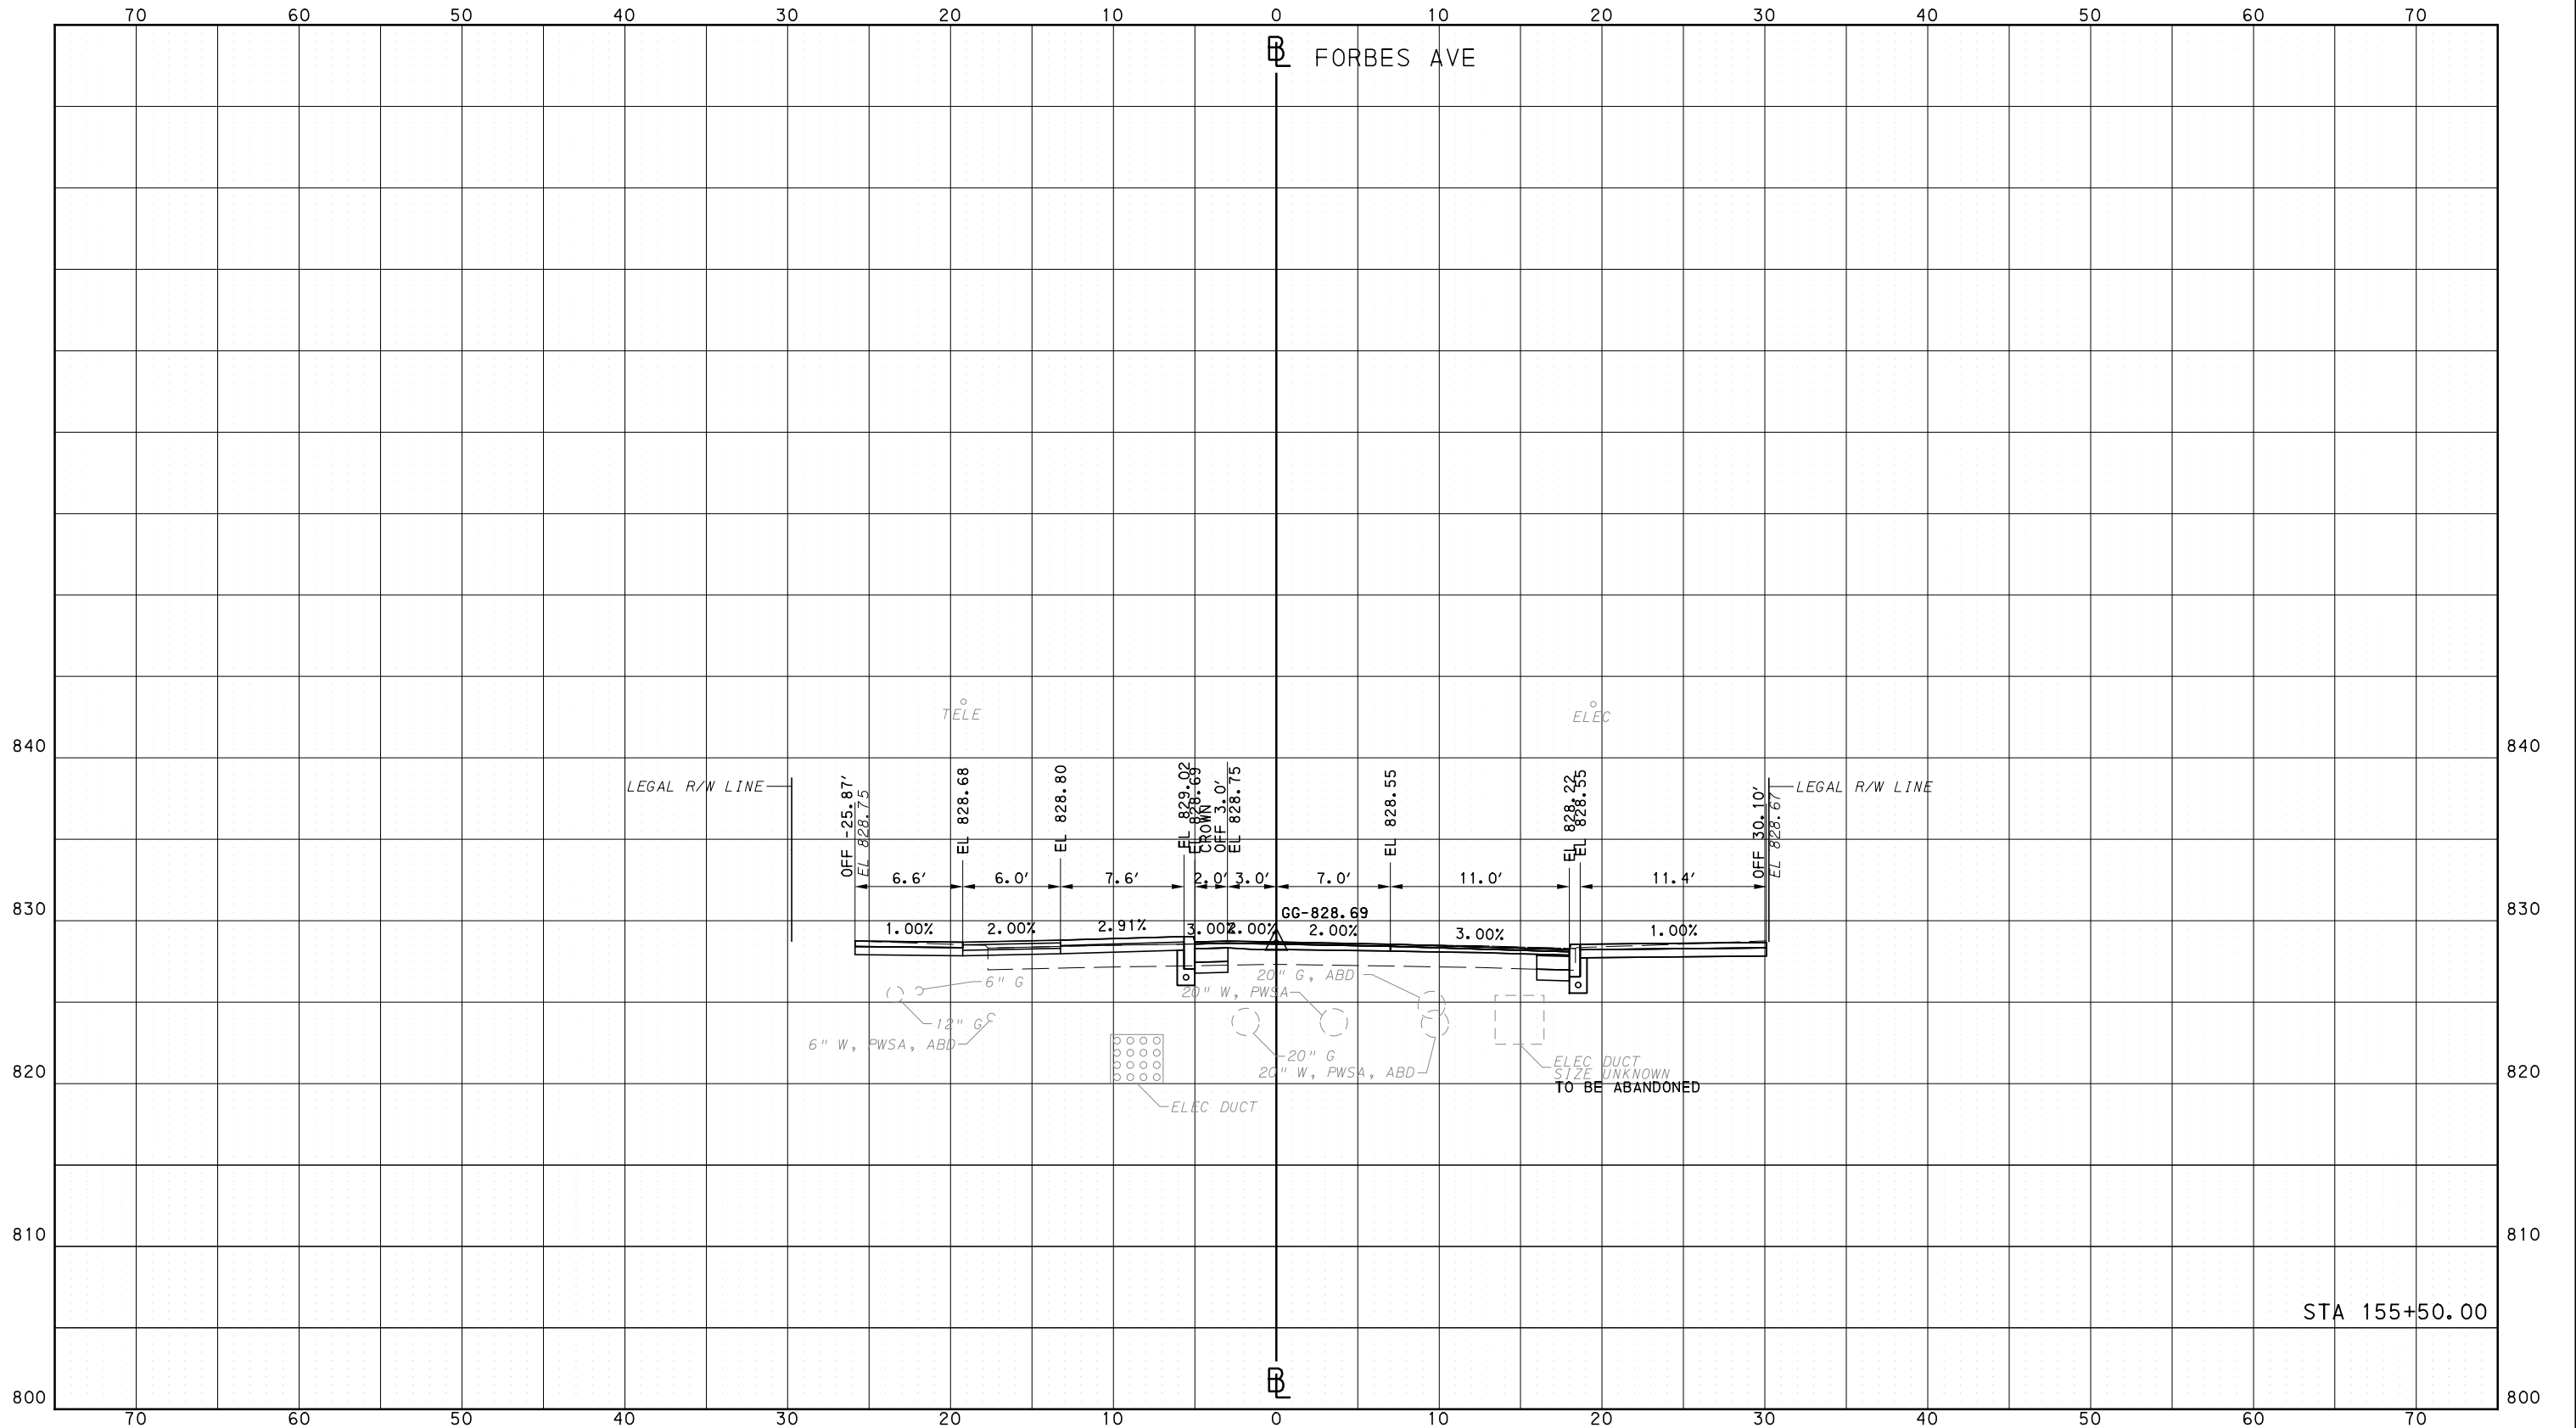 70 60 50 40 30 20 10 0 10 20 30 40 50 60 70
BL FORBES AVE
TELE
ELEC
840 840
LEGAL R/W LINE
LEGAL R/W LINE
OFF -25.87'
EL 828.75
EL 828.68
EL 828.80
EL 829.02
EL 828.69
CROWN
OFF 3.0'
EL 828.75
EL 828.55
EL 828.22
EL 828.55
OFF 30.10'
EL 828.67
6.6' 6.0' 7.6' 2.0' 3.0' 7.0' 11.0' 11.4'
830 830
GG-828.69
1.00% 2.00% 2.91% 3.00% 2.00% 2.00% 3.00% 1.00%
6" G
12" G
6" W, PWSA, ABD
20" G, ABD
20" W, PWSA
20" G
20" W, PWSA, ABD
ELEC DUCT
SIZE UNKNOWN
TO BE ABANDONED
820 820
ELEC DUCT
810 810
STA 155+50.00
BL
800 800
70 60 50 40 30 20 10 0 10 20 30 40 50 60 70